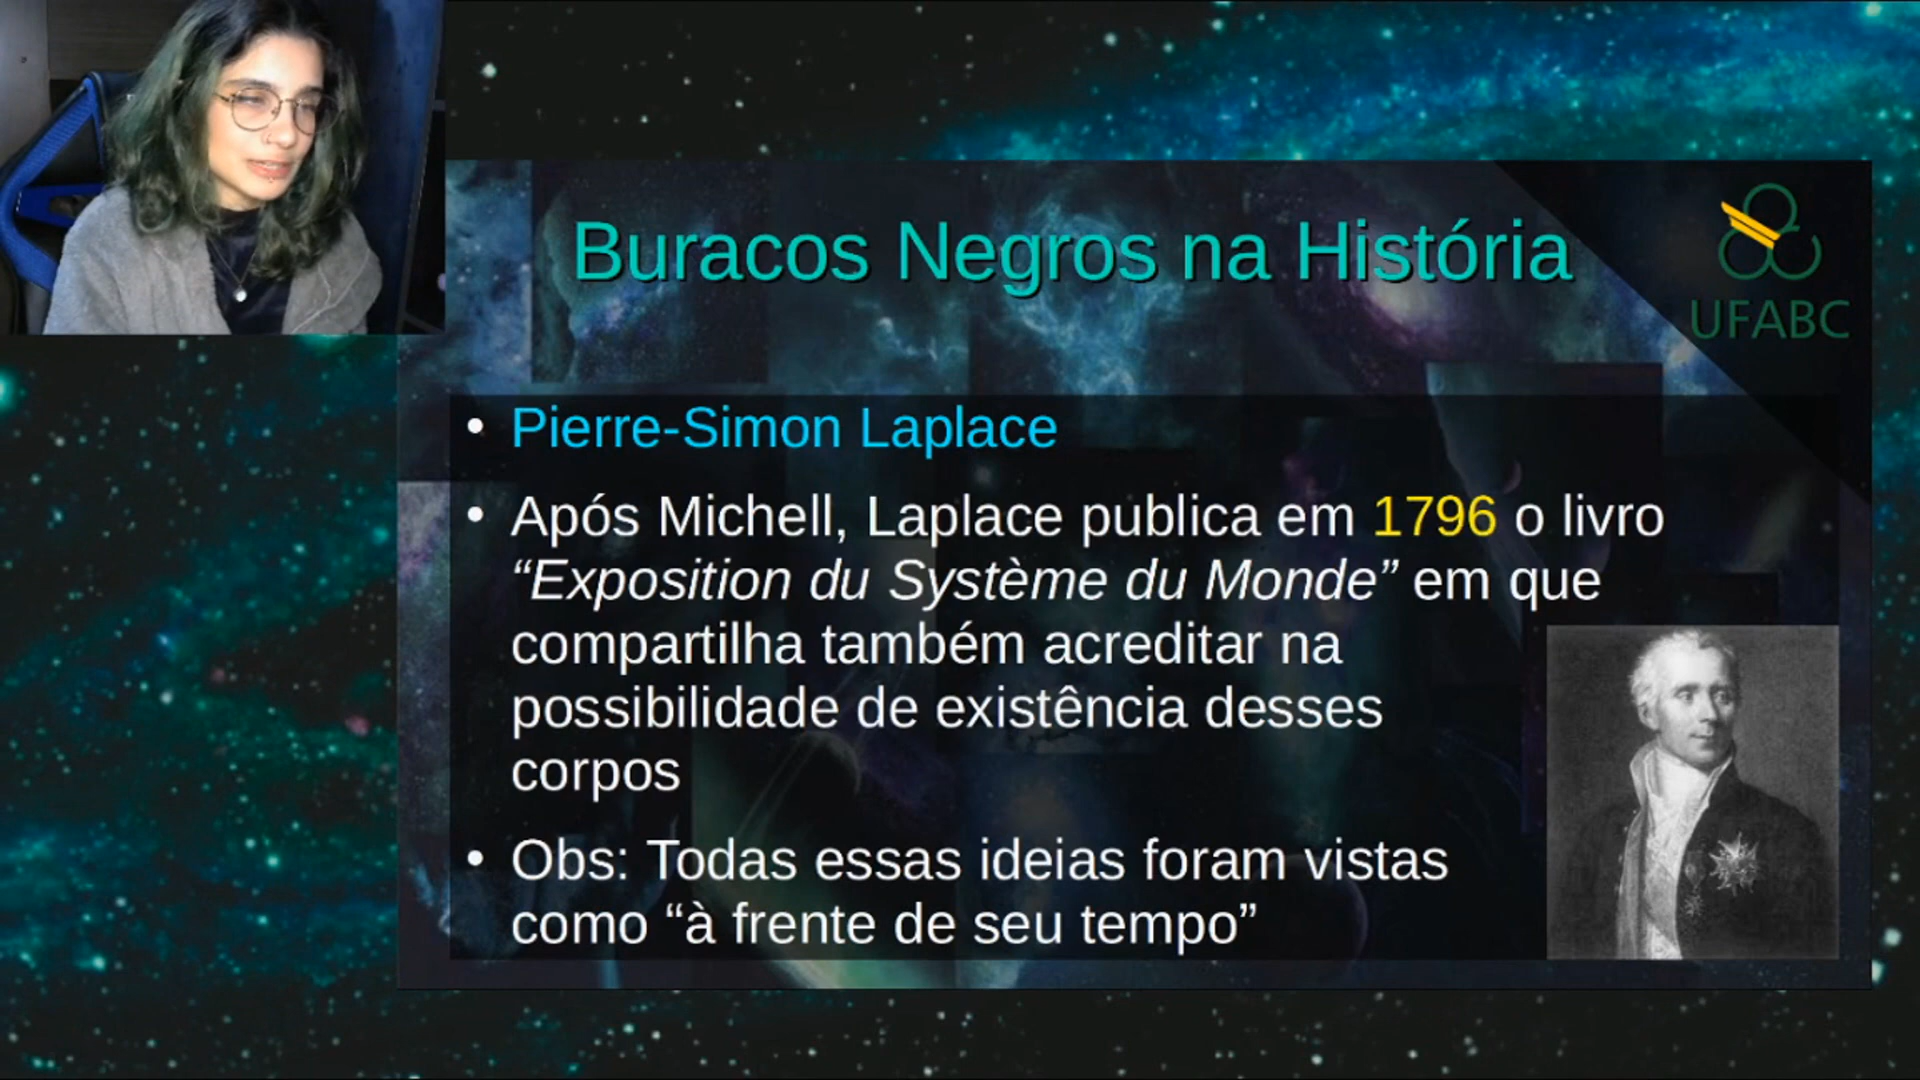 Buracos Negros na História
UFABC
• Pierre-Simon Laplace
• Após Michell, Laplace publica em 1796 o livro
“Exposition du Système du Monde” em que
compartilha também acreditar na
possibilidade de existência desses
corpos
• Obs: Todas essas ideias foram vistas
como “à frente de seu tempo”